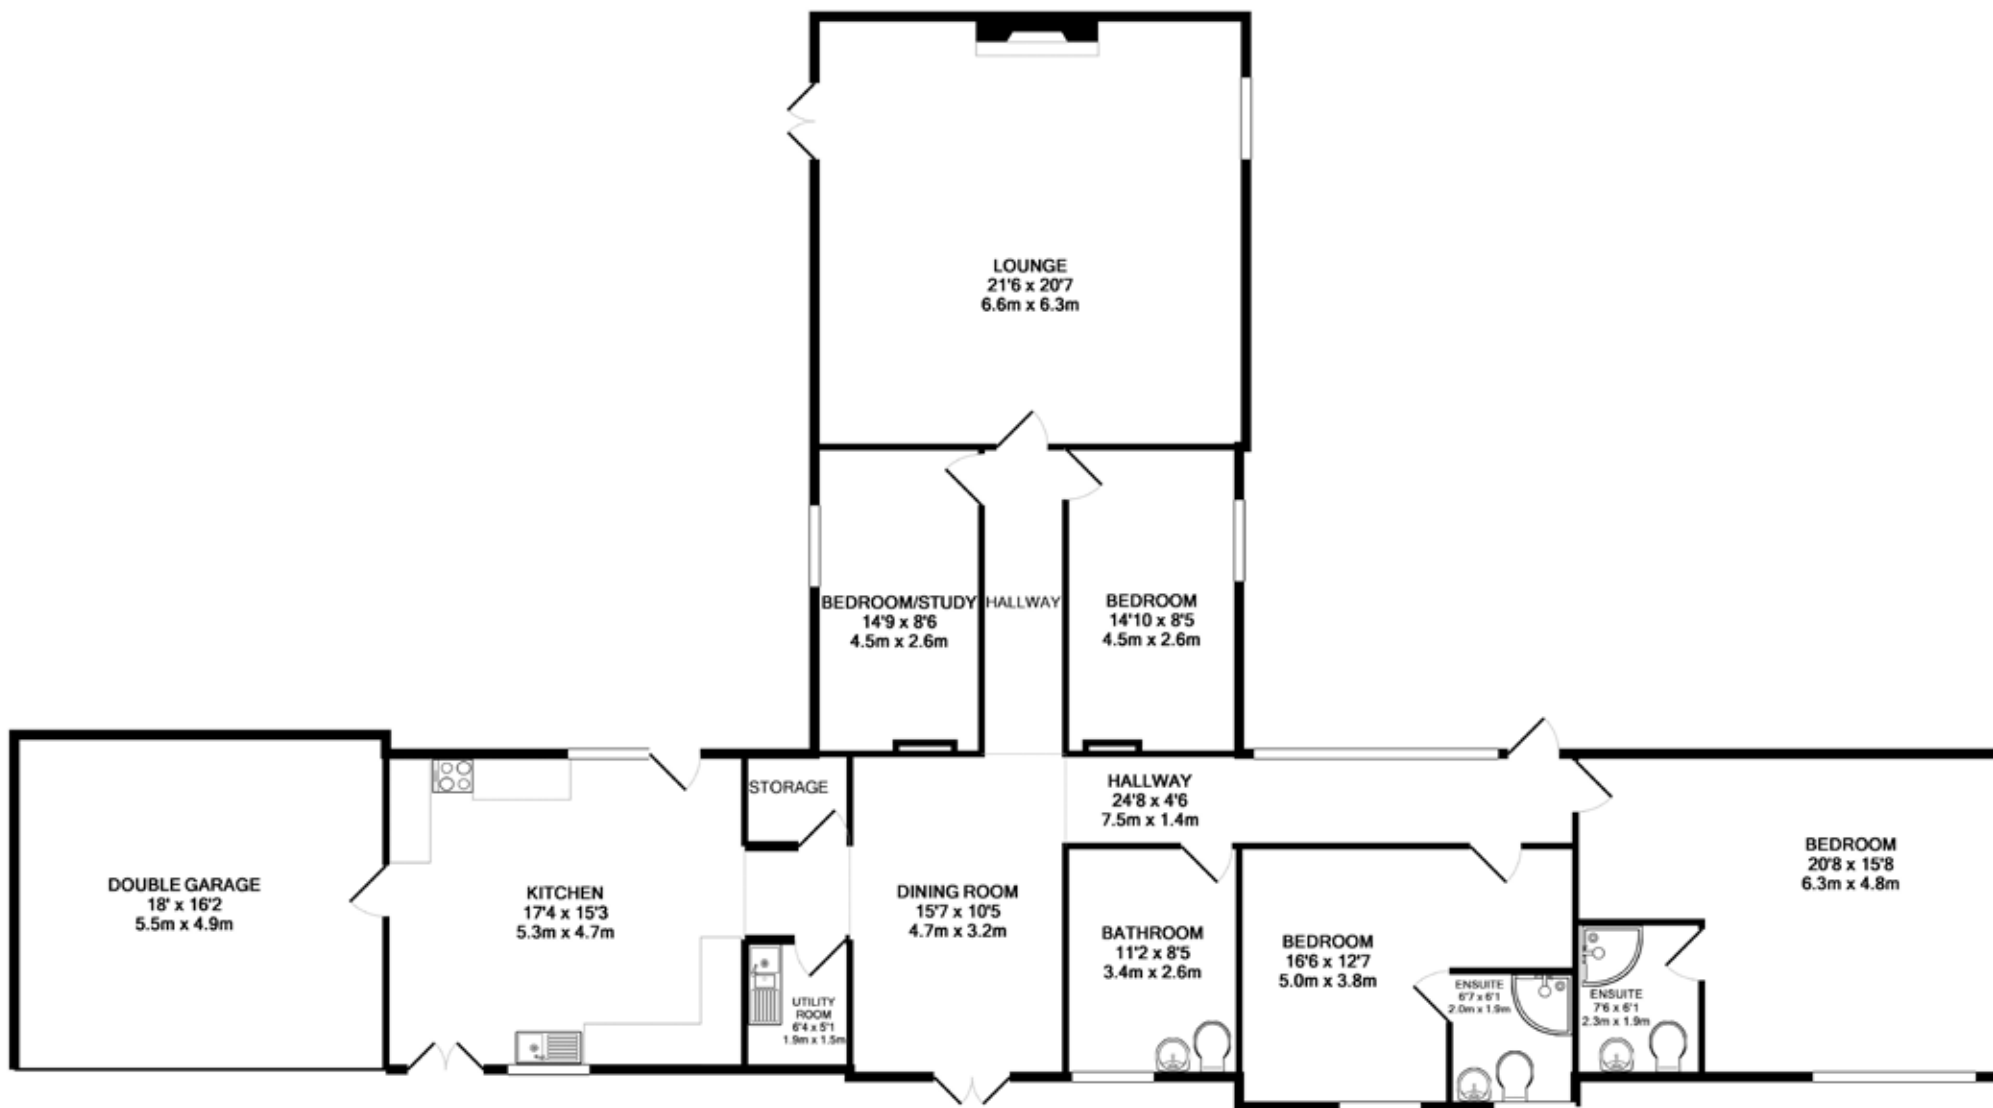 LOUNGE
21'6 x 20'7
6.6m x 6.3m
BEDROOM/STUDY
14'9 x 8'6
4.5m x 2.6m
HALLWAY
BEDROOM
14'10 x 8'5
4.5m x 2.6m
DOUBLE GARAGE
18' x 16'2
5.5m x 4.9m
KITCHEN
17'4 x 15'3
5.3m x 4.7m
STORAGE
UTILITY
ROOM
6'4 x 5'1
1.9m x 1.5m
DINING ROOM
15'7 x 10'5
4.7m x 3.2m
HALLWAY
24'8 x 4'6
7.5m x 1.4m
BATHROOM
11'2 x 8'5
3.4m x 2.6m
BEDROOM
16'6 x 12'7
5.0m x 3.8m
ENSUITE
6'7 x 6'1
2.0m x 1.9m
ENSUITE
7'6 x 6'1
2.3m x 1.9m
BEDROOM
20'8 x 15'8
6.3m x 4.8m